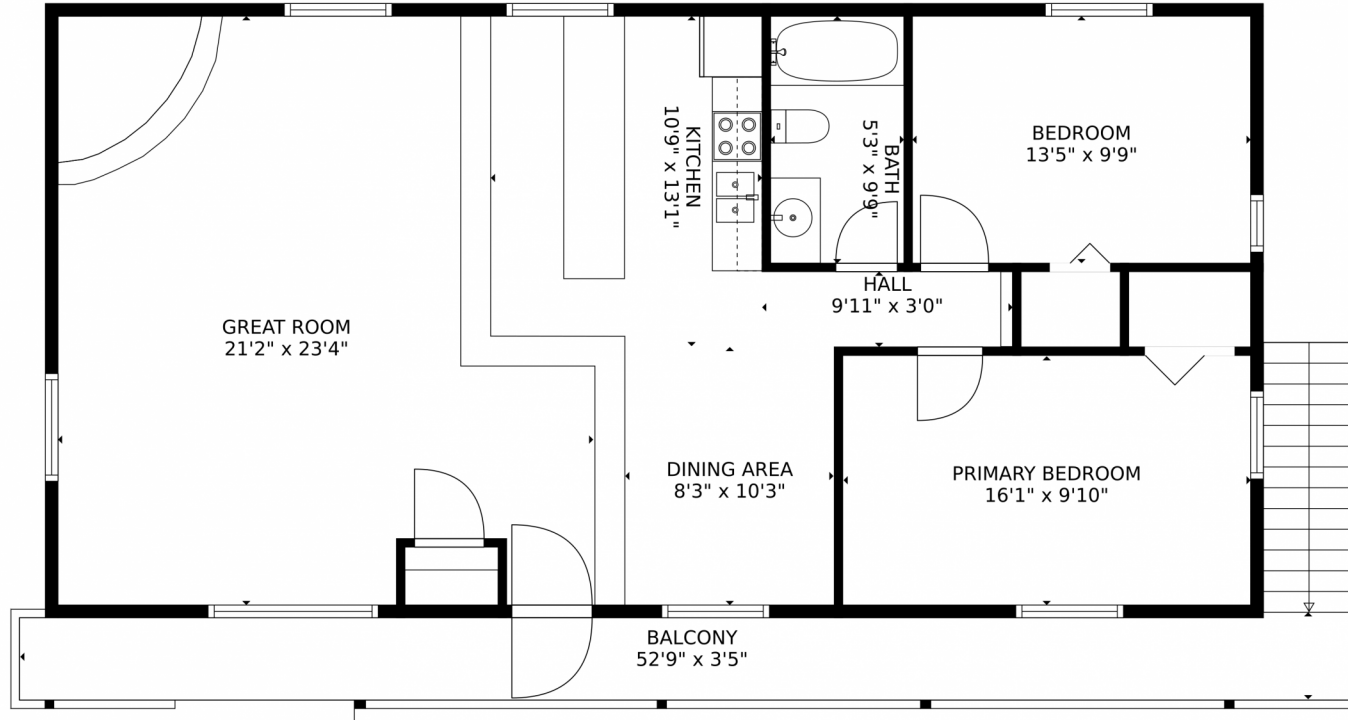 KITCHEN
10'9" x 13'1"
BATH
5'3" x 9'9"
BEDROOM
13'5" x 9'9"
HALL
9'11" x 3'0"
GREAT ROOM
21'2" x 23'4"
DINING AREA
8'3" x 10'3"
PRIMARY BEDROOM
16'1" x 9'10"
BALCONY
52'9" x 3'5"